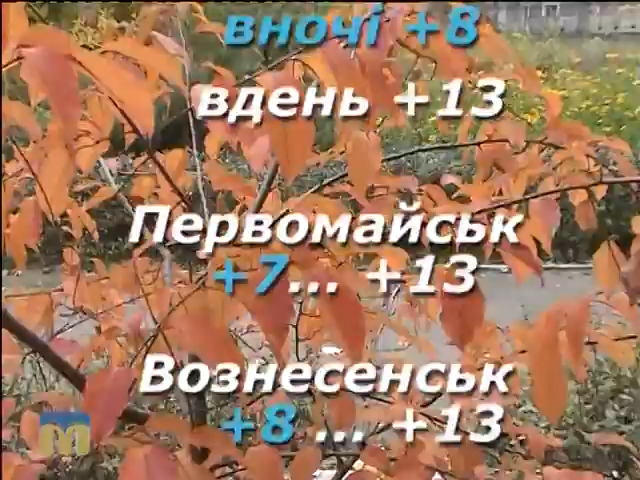 вночі +8
вдень +13
Первомайськ
+7... +13
Вознесенськ
+8 ... +13
m